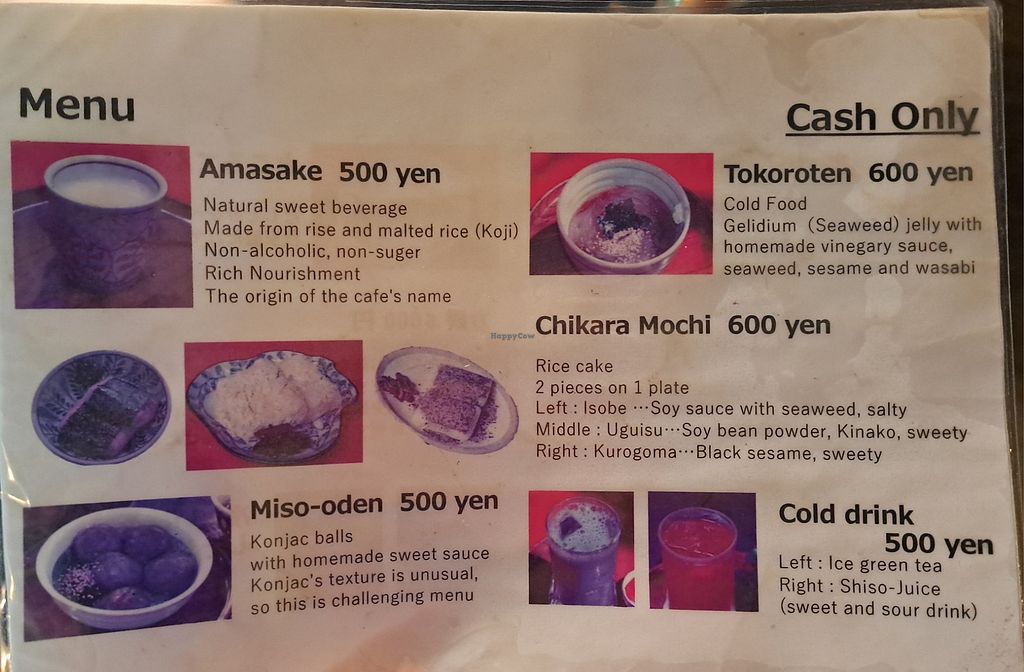 Menu
Cash Only
Amasake 500 yen
Natural sweet beverage
Made from rise and malted rice (Koji)
Non-alcoholic, non-suger
Rich Nourishment
The origin of the cafe's name
Tokoroten 600 yen
Cold Food
Gelidium (Seaweed) jelly with
homemade vinegary sauce,
seaweed, sesame and wasabi
HappyCow
Chikara Mochi 600 yen
Rice cake
2 pieces on 1 plate
Left : Isobe …Soy sauce with seaweed, salty
Middle : Uguisu…Soy bean powder, Kinako, sweety
Right : Kurogoma…Black sesame, sweety
Miso-oden 500 yen
Konjac balls
with homemade sweet sauce
Konjac's texture is unusual,
so this is challenging menu
Cold drink
500 yen
Left : Ice green tea
Right : Shiso-Juice
(sweet and sour drink)